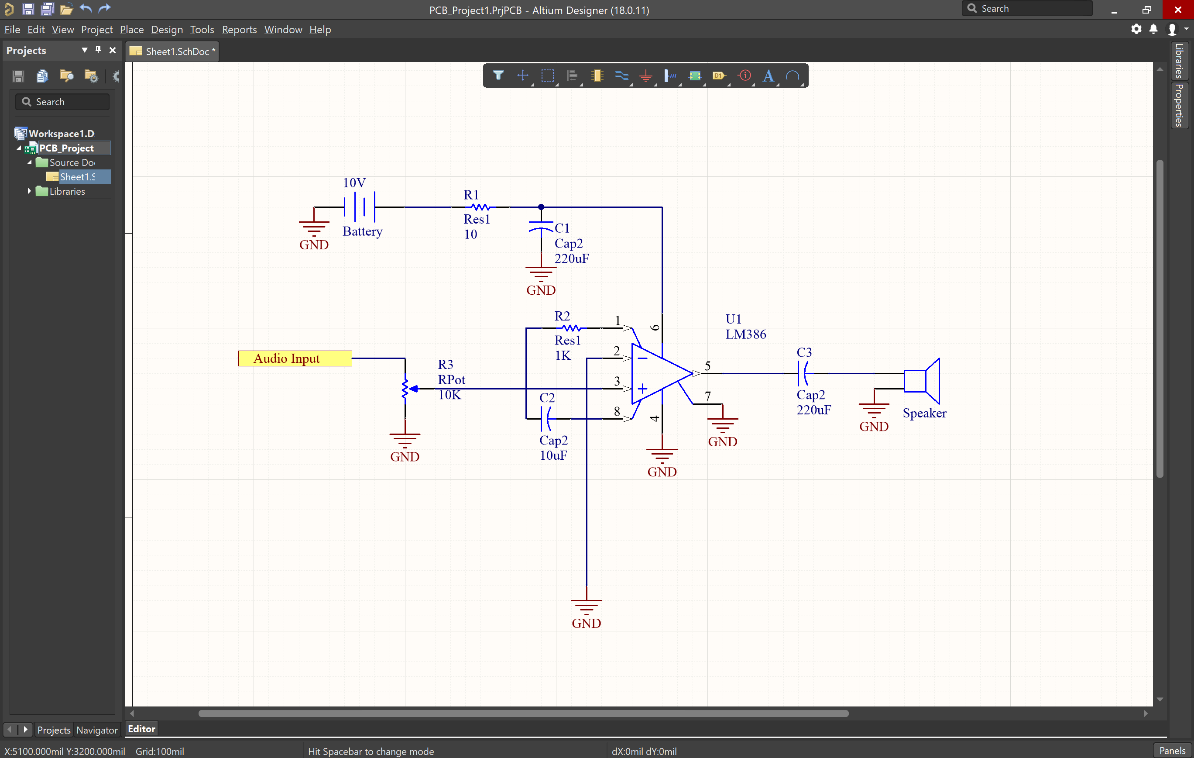 PCB_Project1.PrjPCB - Altium Designer (18.0.11)
Search
File Edit View Project Place Design Tools Reports Window Help
Projects
Sheet1.SchDoc *
Search
Workspace1.D
PCB_Project
Source Do
Sheet1.S
Libraries
Libraries
Properties
10V
Battery
GND
R1
Res1
10
C1
Cap2
220uF
GND
R2
Res1
1K
1
6
U1
LM386
2
3
8
4
5
7
Audio Input
R3
RPot
10K
GND
C2
Cap2
10uF
GND
GND
C3
Cap2
220uF
GND
Speaker
GND
Projects Navigator
Editor
X:5100.000mil Y:3200.000mil Grid:100mil
Hit Spacebar to change mode
dX:0mil dY:0mil
Panels